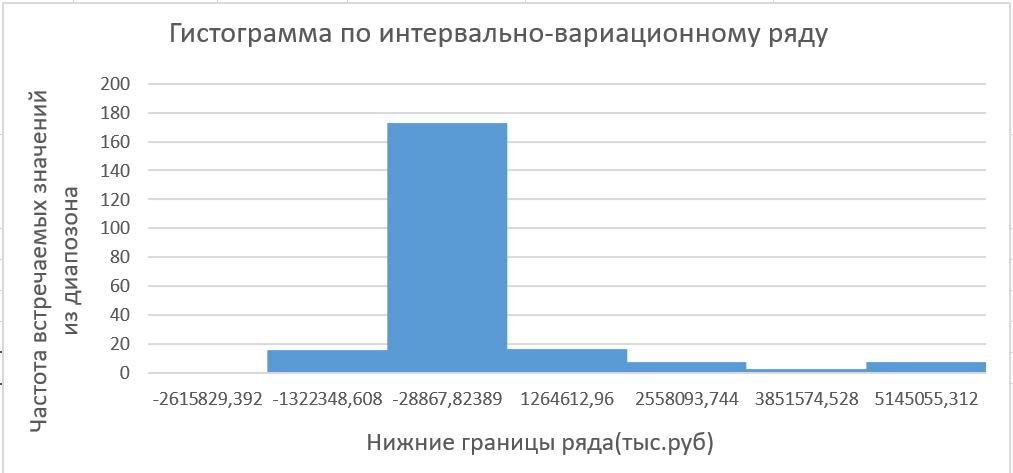 Гистограмма по интервально-вариационному ряду
Частота встречаемых значений
из диапозона
200
180
160
140
120
100
80
60
40
20
0
-2615829,392 -1322348,608 -28867,82389 1264612,96 2558093,744 3851574,528 5145055,312
Нижние границы ряда(тыс.руб)